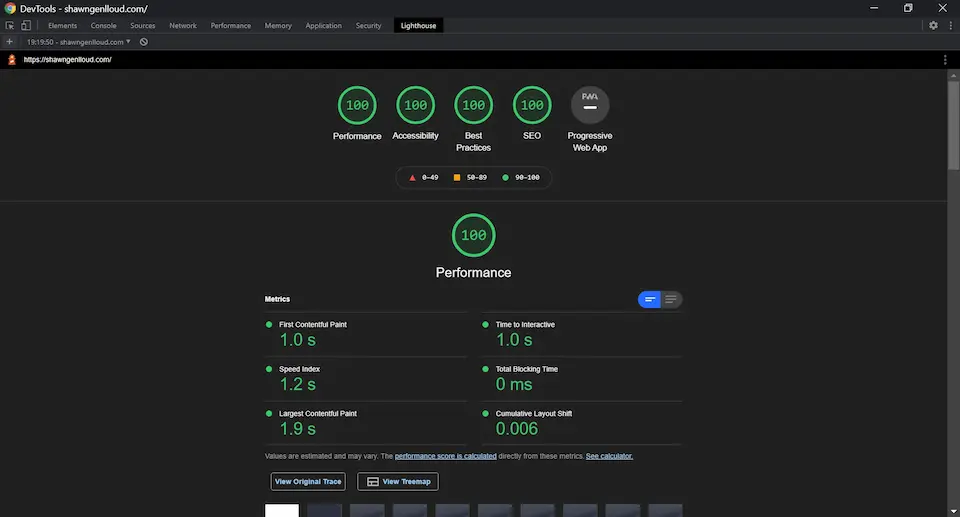 DevTools - shawngenlloud.com/
Elements Console Sources Network Performance Memory Application Security Lighthouse
19:19:50 - shawngenlloud.com
https://shawngenlloud.com/
100 100 100 100 PWA
Performance Accessibility Best Practices SEO Progressive Web App
0–49 50–89 90–100
100
Performance
Metrics
First Contentful Paint Time to Interactive
1.0 s 1.0 s
Speed Index Total Blocking Time
1.2 s 0 ms
Largest Contentful Paint Cumulative Layout Shift
1.9 s 0.006
Values are estimated and may vary. The performance score is calculated directly from these metrics. See calculator.
View Original Trace View Treemap